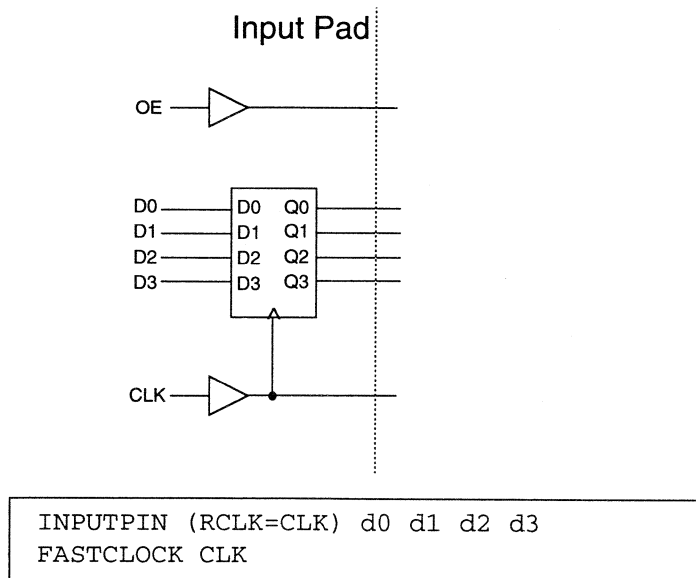 Input Pad
OE
D0 D0 Q0
D1 D1 Q1
D2 D2 Q2
D3 D3 Q3
CLK
INPUTPIN (RCLK=CLK) d0 d1 d2 d3
FASTCLOCK CLK